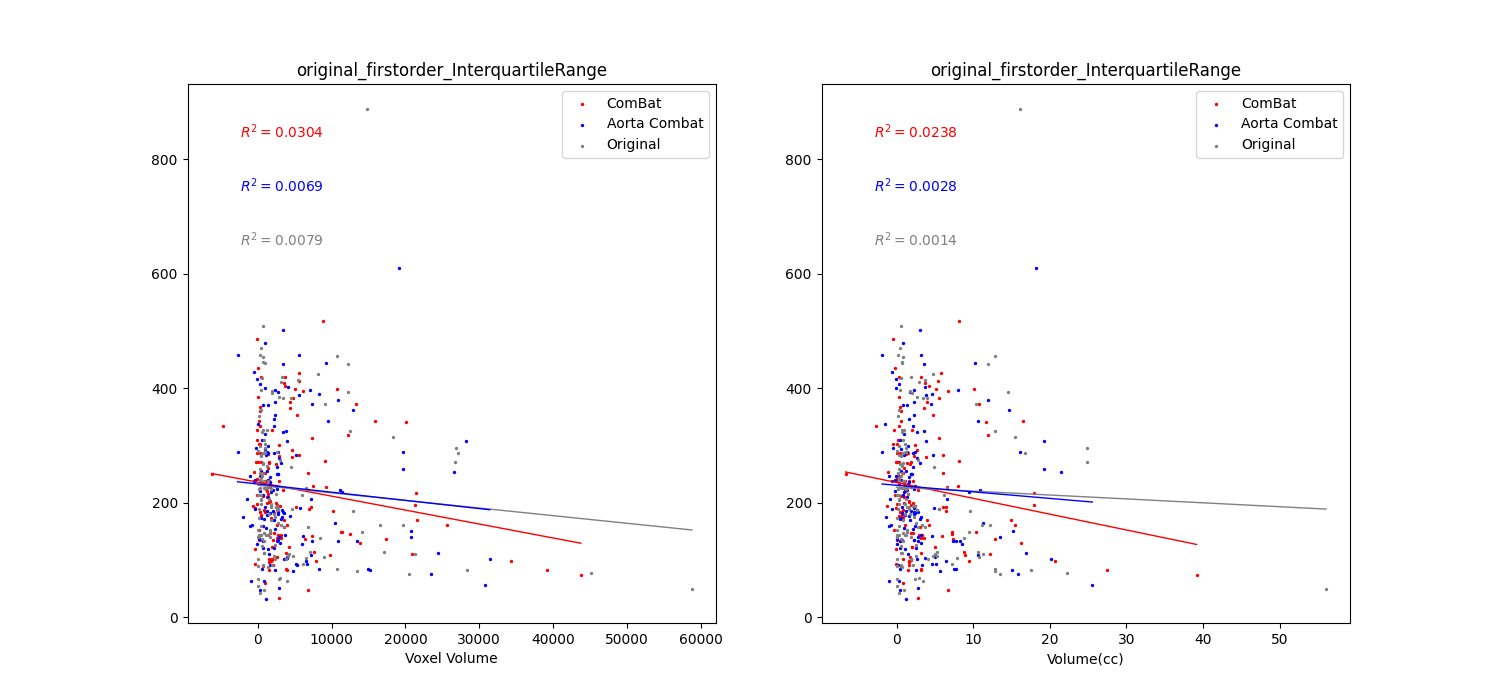 original_firstorder_InterquartileRange
ComBat
Aorta Combat
Original
R² = 0.0304
R² = 0.0069
R² = 0.0079
800
600
400
200
0
0 10000 20000 30000 40000 50000 60000
Voxel Volume
original_firstorder_InterquartileRange
ComBat
Aorta Combat
Original
R² = 0.0238
R² = 0.0028
R² = 0.0014
800
600
400
200
0
0 10 20 30 40 50
Volume(cc)